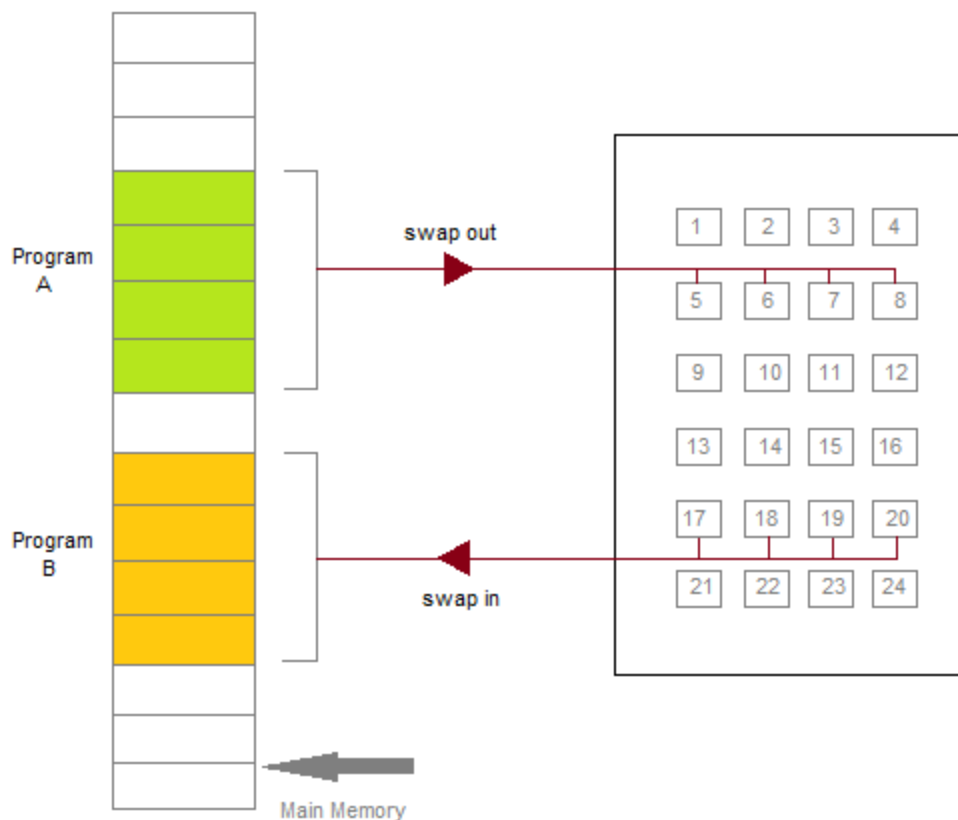 swap out
Program
A
1 2 3 4
5 6 7 8
9 10 11 12
13 14 15 16
17 18 19 20
21 22 23 24
Program
B
swap in
Main Memory